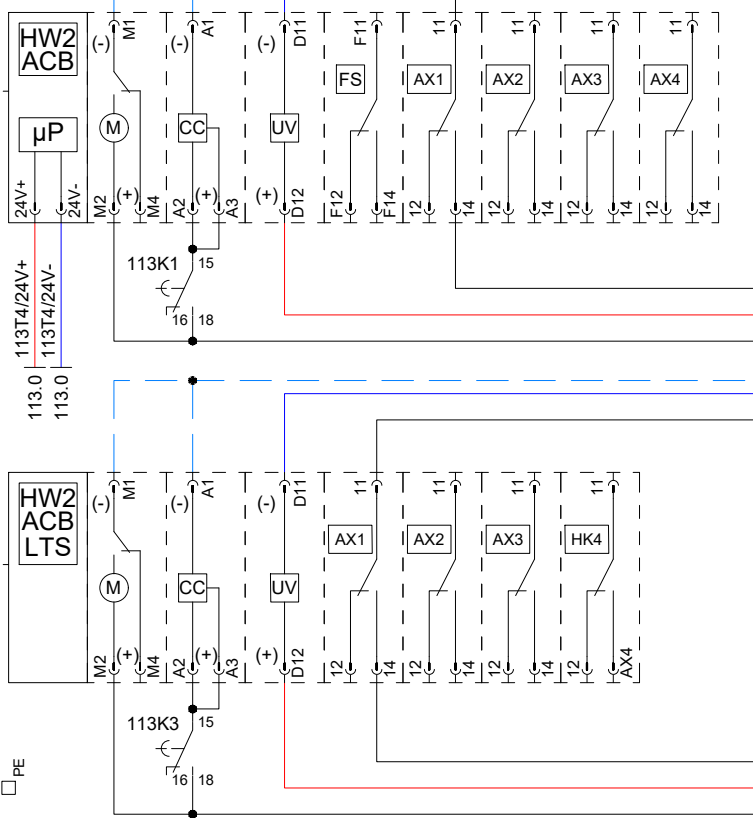 M1 A1 D11 F11 11 11 11 11
(-) (-) (-)
HW2
ACB
FS AX1 AX2 AX3 AX4
µP M CC UV
24V+ 24V- M2 (+) M4 A2 (+) A3 (+) D12 F12 F14 12 14 12 14 12 14 12 14
113K1 15
16 18
113T4/24V+ 113T4/24V-
113.0 113.0
M1 A1 D11 11 11 11 11
(-) (-) (-)
HW2
ACB
LTS
AX1 AX2 AX3 HK4
M CC UV
M2 (+) M4 A2 (+) A3 (+) D12 12 14 12 14 12 14 12 AX4
113K3 15
16 18
PE